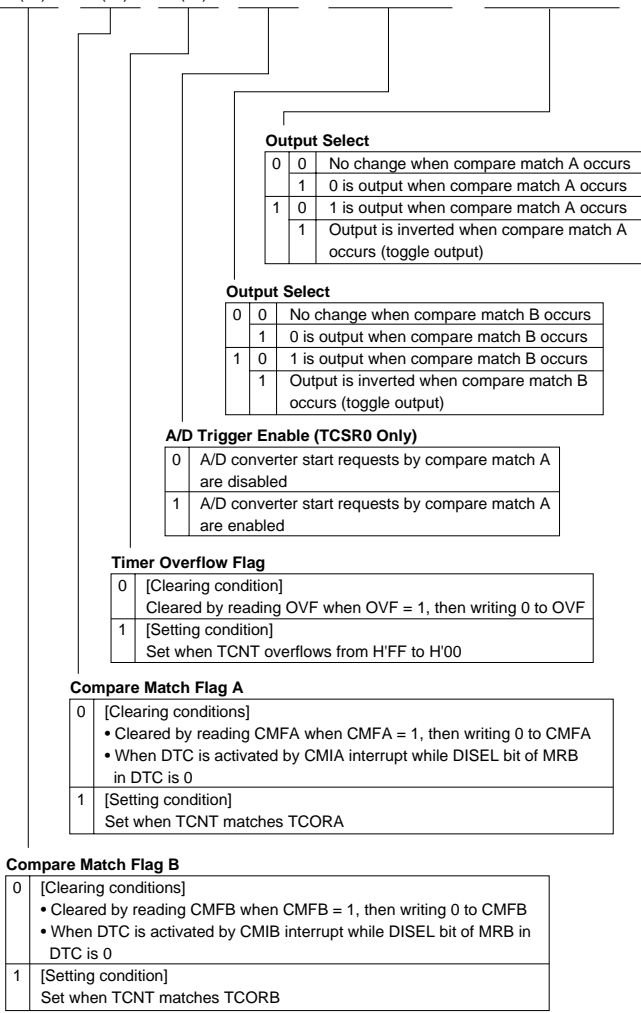 Output Select
0 0 No change when compare match A occurs
1 0 is output when compare match A occurs
1 0 1 is output when compare match A occurs
1 Output is inverted when compare match A
occurs (toggle output)
Output Select
0 0 No change when compare match B occurs
1 0 is output when compare match B occurs
1 0 1 is output when compare match B occurs
1 Output is inverted when compare match B
occurs (toggle output)
A/D Trigger Enable (TCSR0 Only)
0 A/D converter start requests by compare match A
are disabled
1 A/D converter start requests by compare match A
are enabled
Timer Overflow Flag
0 [Clearing condition]
Cleared by reading OVF when OVF = 1, then writing 0 to OVF
1 [Setting condition]
Set when TCNT overflows from H'FF to H'00
Compare Match Flag A
0 [Clearing conditions]
• Cleared by reading CMFA when CMFA = 1, then writing 0 to CMFA
• When DTC is activated by CMIA interrupt while DISEL bit of MRB
in DTC is 0
1 [Setting condition]
Set when TCNT matches TCORA
Compare Match Flag B
0 [Clearing conditions]
• Cleared by reading CMFB when CMFB = 1, then writing 0 to CMFB
• When DTC is activated by CMIB interrupt while DISEL bit of MRB in
DTC is 0
1 [Setting condition]
Set when TCNT matches TCORB